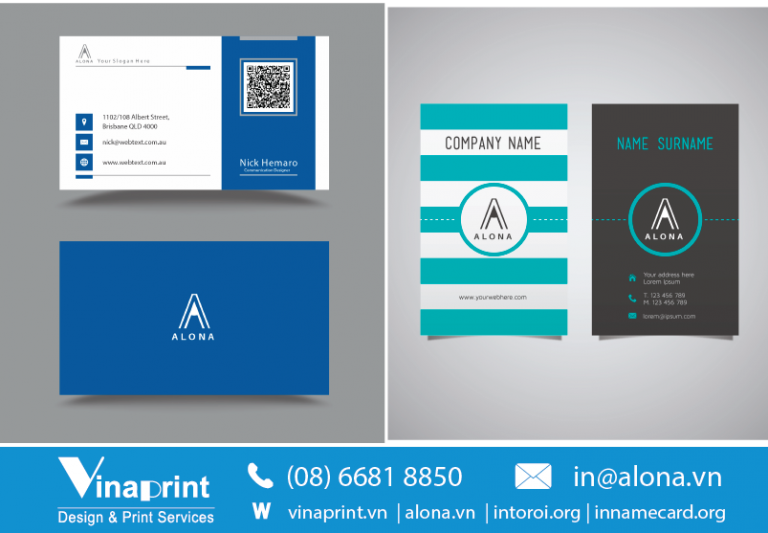 ALONA Your Slogan Here
1102/108 Albert Street,
Brisbane QLD 4000
nick@webtext.com.au
www.webtext.com.au
Nick Hemaro
Communication Designer
ALONA
COMPANY NAME
ALONA
www.yourwebhere.com
NAME SURNAME
ALONA
Your address here
Lorem ipsum
T. 123 456 789
M. 123 456 789
lorem@ipsum.com
Vinaprint
Design & Print Services
(08) 6681 8850
in@alona.vn
W vinaprint.vn | alona.vn | intoroi.org | innamecard.org